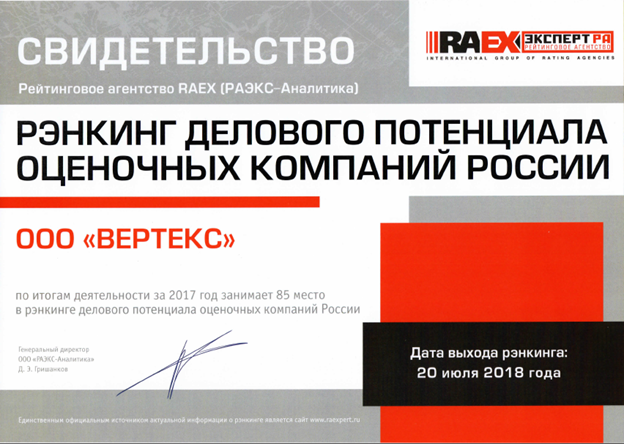 СВИДЕТЕЛЬСТВО
RAEX ЭКСПЕРТ РА
РЕЙТИНГОВОЕ АГЕНТСТВО
INTERNATIONAL GROUP OF RATING AGENCIES
Рейтинговое агентство RAEX (РАЭКС–Аналитика)
РЭНКИНГ ДЕЛОВОГО ПОТЕНЦИАЛА
ОЦЕНОЧНЫХ КОМПАНИЙ РОССИИ
ООО «ВЕРТЕКС»
по итогам деятельности за 2017 год занимает 85 место
в рэнкинге делового потенциала оценочных компаний России
Генеральный директор
ООО «РАЭКС-Аналитика»
Д. Э. Гришанков
Дата выхода рэнкинга:
20 июля 2018 года
Единственным официальным источником актуальной информации о рэнкинге является сайт www.raexpert.ru